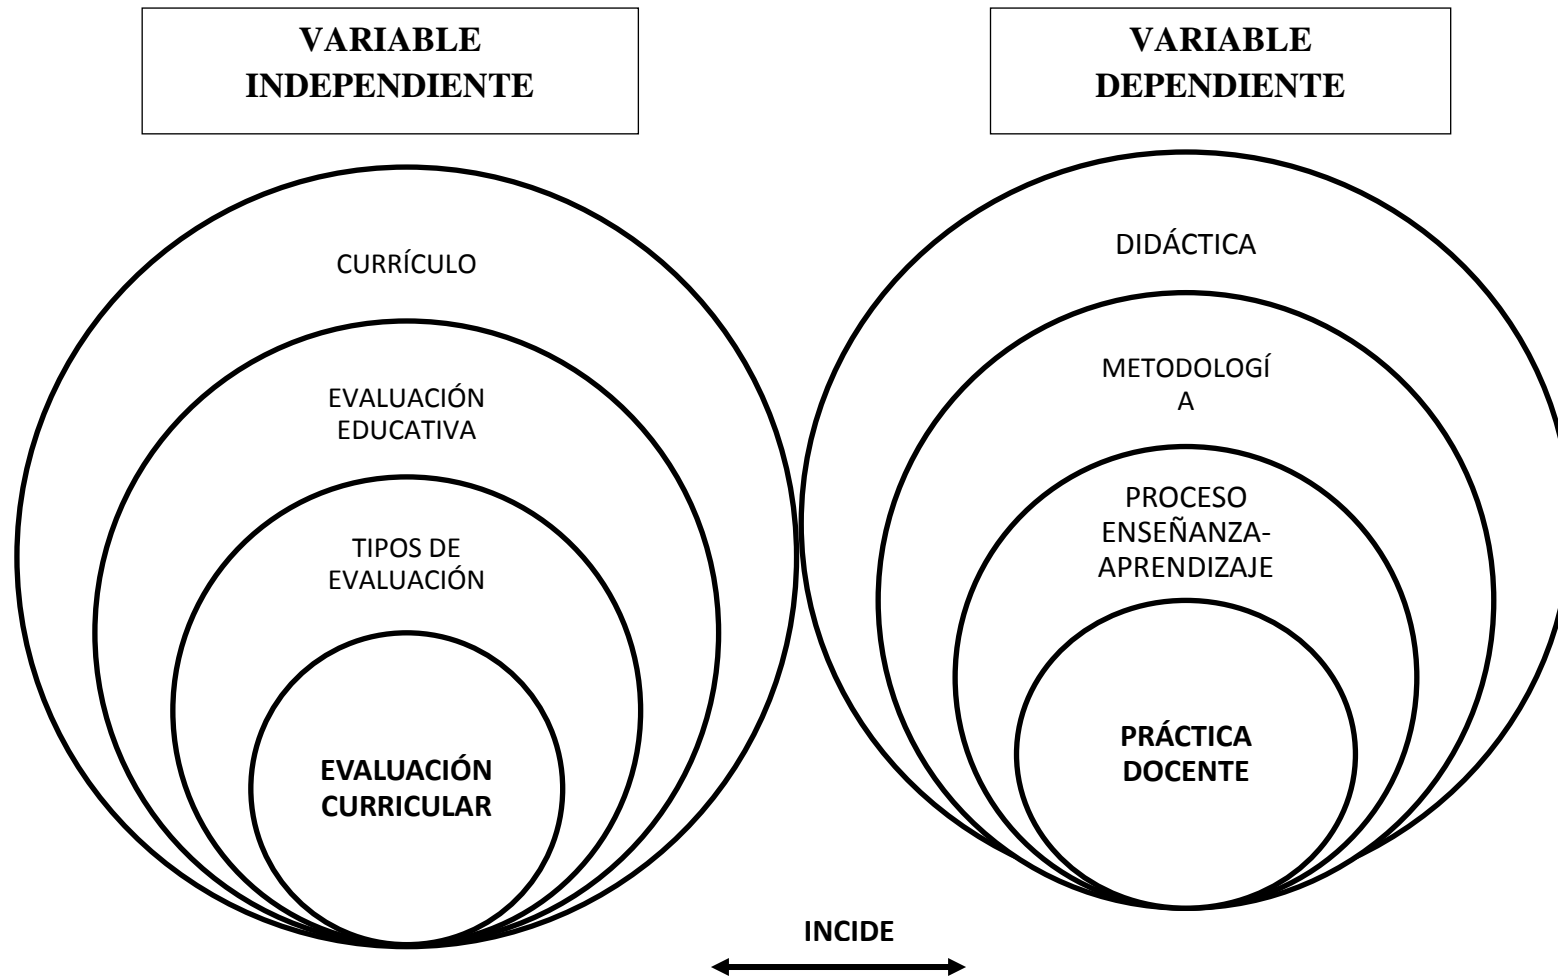 VARIABLE
INDEPENDIENTE
CURRÍCULO
EVALUACIÓN
EDUCATIVA
TIPOS DE
EVALUACIÓN
EVALUACIÓN
CURRICULAR
VARIABLE
DEPENDIENTE
DIDÁCTICA
METODOLOGÍ
A
PROCESO
ENSEÑANZA-
APRENDIZAJE
PRÁCTICA
DOCENTE
INCIDE